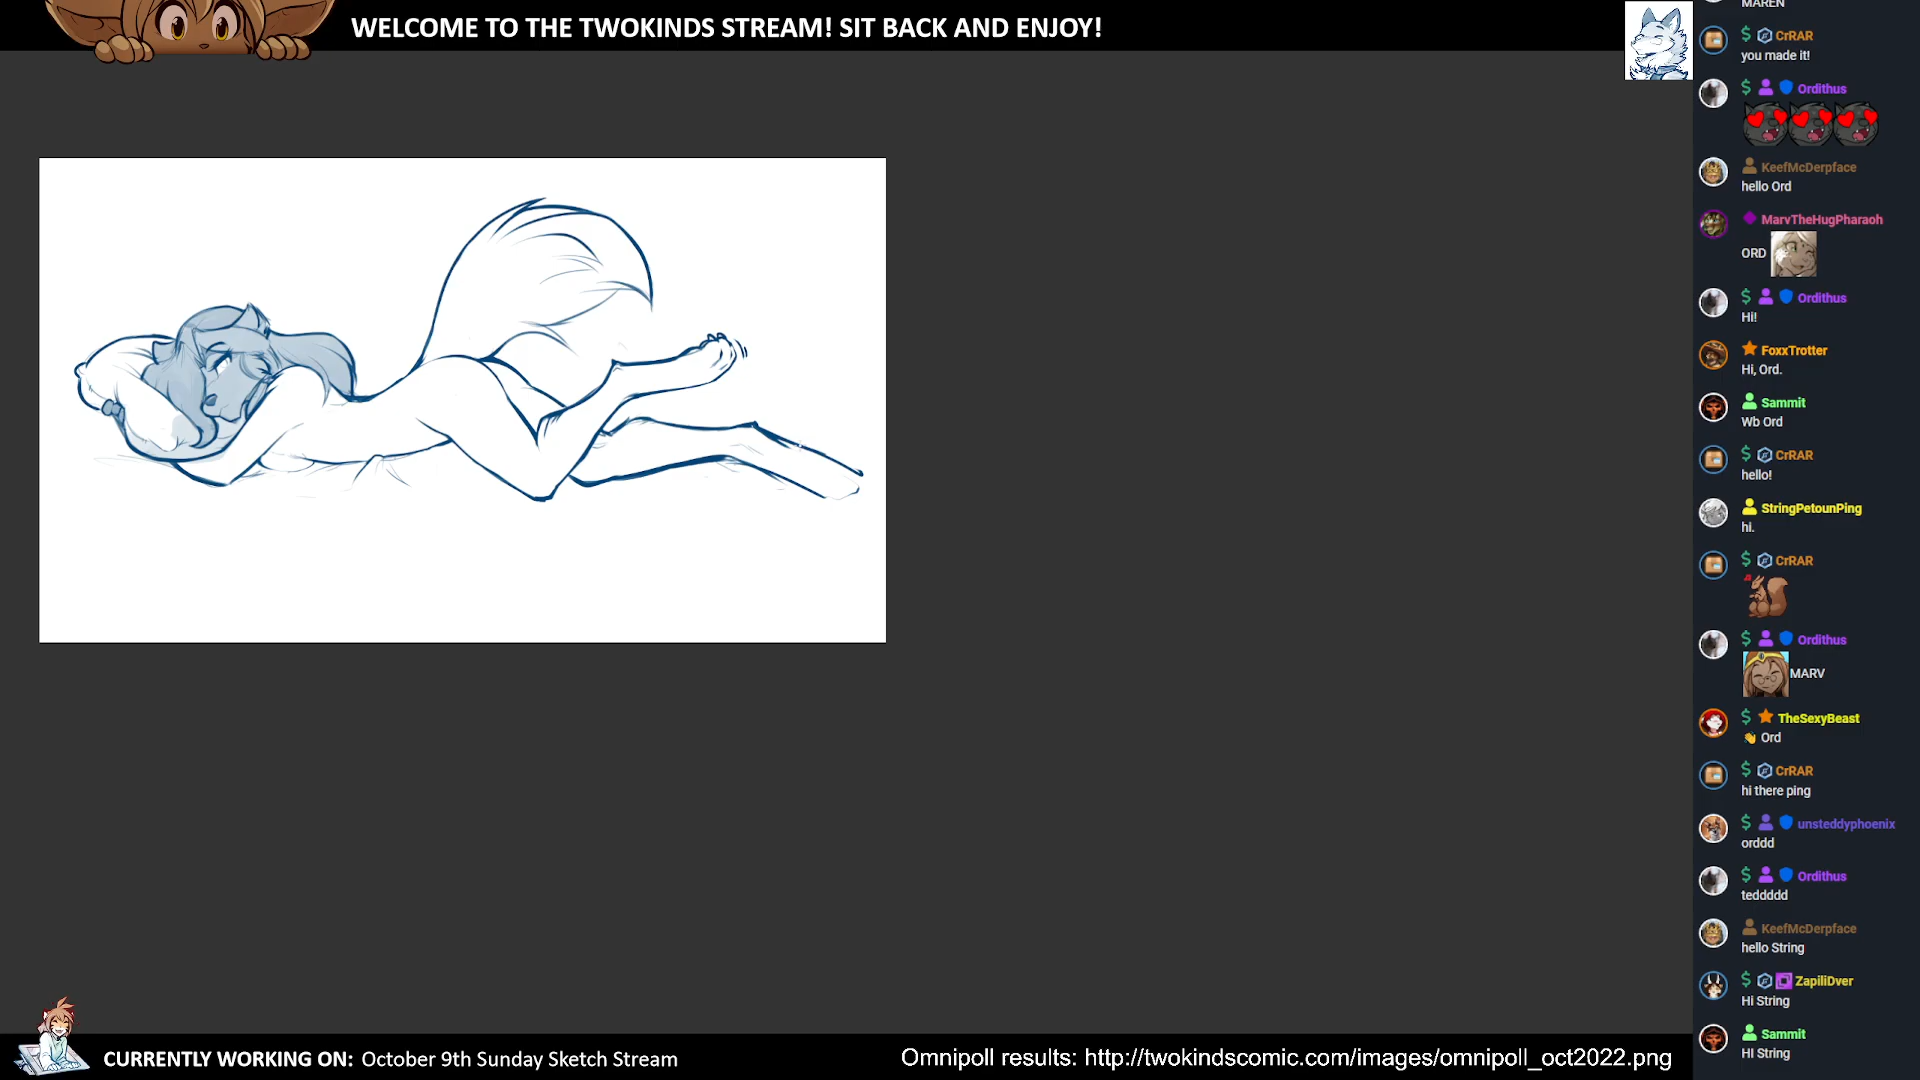 WELCOME TO THE TWOKINDS STREAM! SIT BACK AND ENJOY!
MAREN
CrRAR
you made it!
Ordithus
KeefMcDerpface
hello Ord
MarvTheHugPharaoh
ORD
Ordithus
Hi!
FoxxTrotter
Hi, Ord.
Sammit
Wb Ord
CrRAR
hello!
StringPetounPing
hi.
CrRAR
Ordithus
MARV
TheSexyBeast
Ord
CrRAR
hi there ping
unsteddyphoenix
orddd
Ordithus
teddddd
KeefMcDerpface
hello String
ZapiliDver
Hi String
Sammit
HI String
CURRENTLY WORKING ON: October 9th Sunday Sketch Stream
Omnipoll results: http://twokindscomic.com/images/omnipoll_oct2022.png